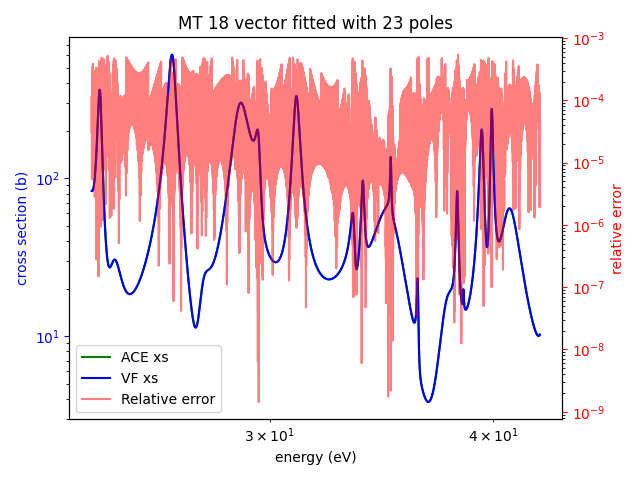 MT 18 vector fitted with 23 poles
cross section (b)
10²
10¹
ACE xs
VF xs
Relative error
3 × 10¹
4 × 10¹
energy (eV)
10⁻³
10⁻⁴
10⁻⁵
10⁻⁶
10⁻⁷
10⁻⁸
10⁻⁹
relative error